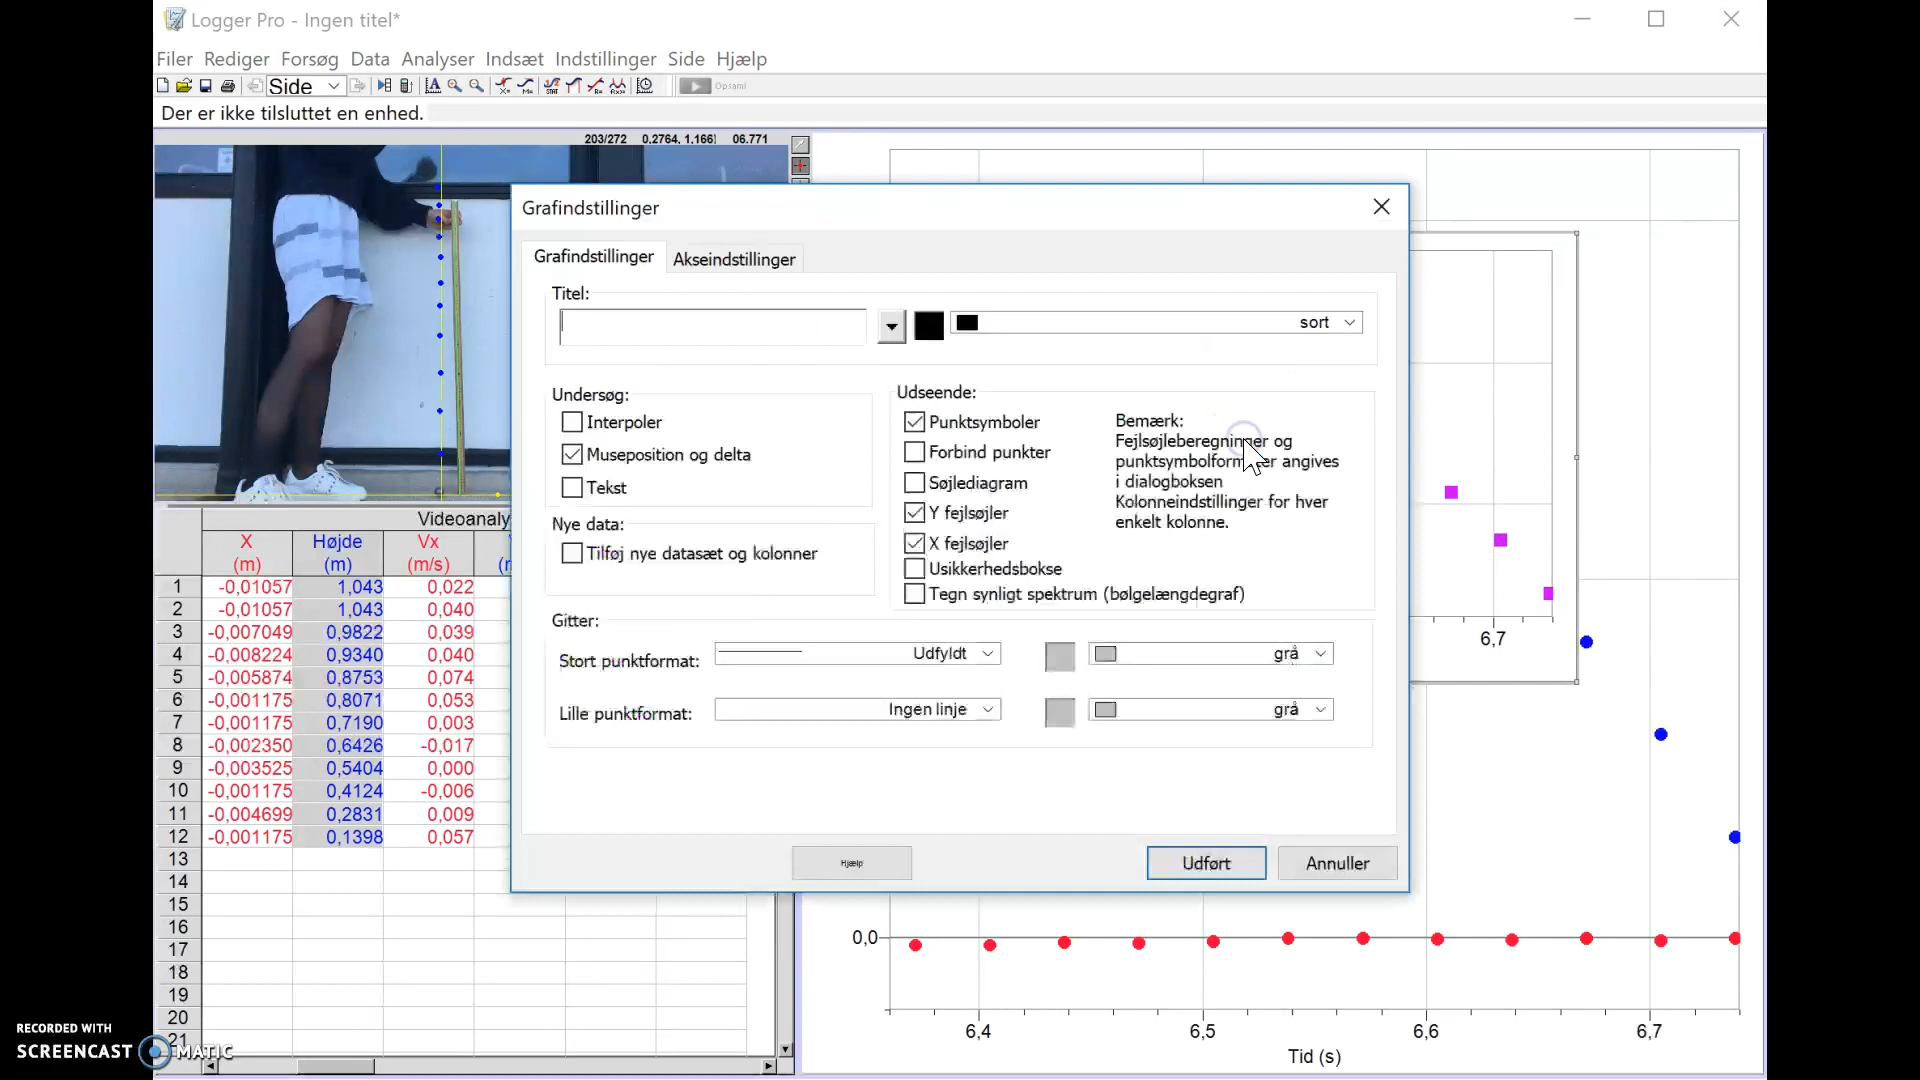 Logger Pro - Ingen titel*
Filer Rediger Forsøg Data Analyser Indsæt Indstillinger Side Hjælp
Side
Opsaml
Der er ikke tilsluttet en enhed.
203/272 0,2764, 1,166) 06.771
Grafindstillinger
Grafindstillinger Akseindstillinger
Titel:
sort
Undersøg:
Interpoler
Museposition og delta
Tekst
Nye data:
Tilføj nye datasæt og kolonner
Udseende:
Punktsymboler
Forbind punkter
Søjlediagram
Y fejlsøjler
X fejlsøjler
Usikkerhedsbokse
Tegn synligt spektrum (bølgelængdegraf)
Bemærk:
Fejlsøjleberegninger og
punktsymbolformer angives
i dialogboksen
Kolonneindstillinger for hver
enkelt kolonne.
Gitter:
Stort punktformat: Udfyldt grå
Lille punktformat: Ingen linje grå
Hjælp Udført Annuller
Videoanaly
X Højde Vx
(m) (m) (m/s)
1 -0,01057 1,043 0,022
2 -0,01057 1,043 0,040
3 -0,007049 0,9822 0,039
4 -0,008224 0,9340 0,040
5 -0,005874 0,8753 0,074
6 -0,001175 0,8071 0,053
7 -0,001175 0,7190 0,003
8 -0,002350 0,6426 -0,017
9 -0,003525 0,5404 0,000
10 -0,001175 0,4124 -0,006
11 -0,004699 0,2831 0,009
12 -0,001175 0,1398 0,057
13
14
15
16
17
18
19
20
21
6,7
0,0
6,4 6,5 6,6 6,7
Tid (s)
RECORDED WITH
SCREENCAST MATIC